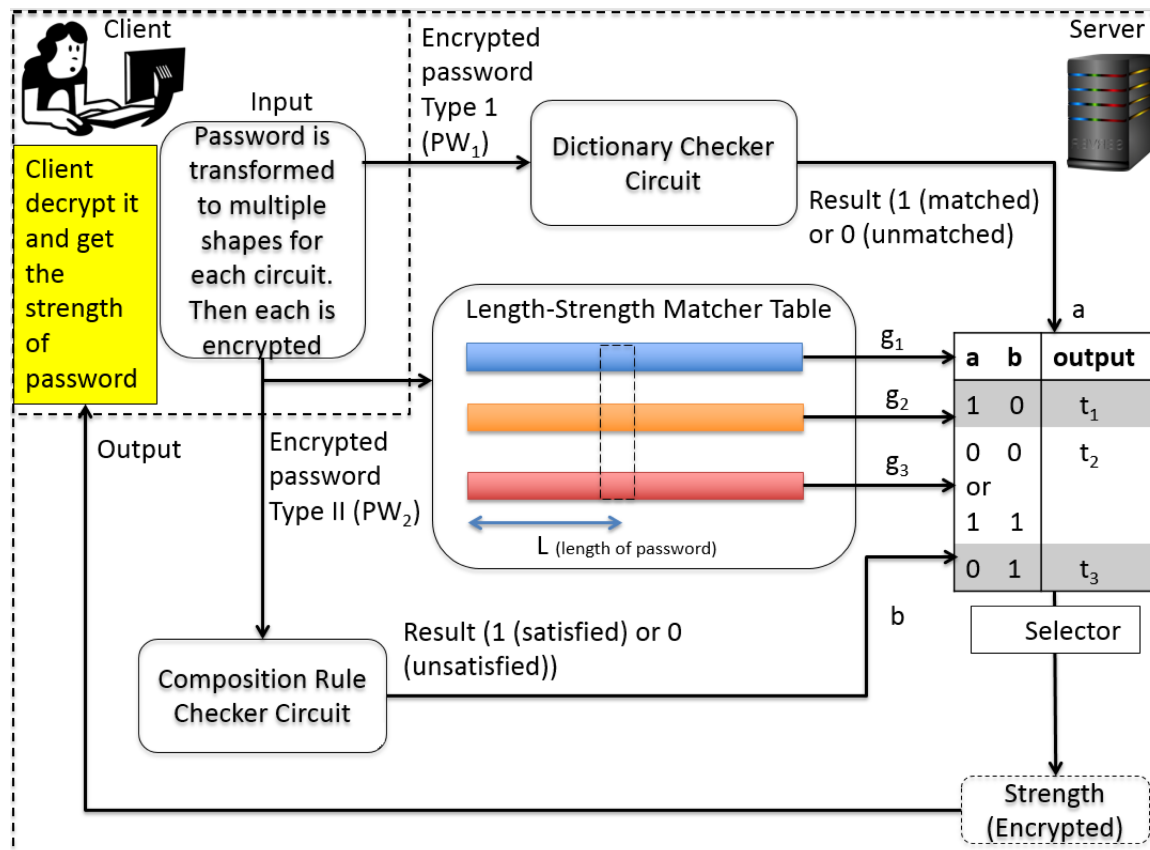 Client
Server
Encrypted
password
Type 1
(PW1)
Input
Password is
transformed
to multiple
shapes for
each circuit.
Then each is
encrypted
Client
decrypt it
and get
the
strength
of
password
Dictionary Checker
Circuit
Result (1 (matched)
or 0 (unmatched)
a
Length-Strength Matcher Table
g1
g2
g3
L (length of password)
a b output
1 0 t1
0 0 t2
or
1 1
0 1 t3
Output
Encrypted
password
Type II (PW2)
b
Selector
Result (1 (satisfied) or 0
(unsatisfied))
Composition Rule
Checker Circuit
Strength
(Encrypted)